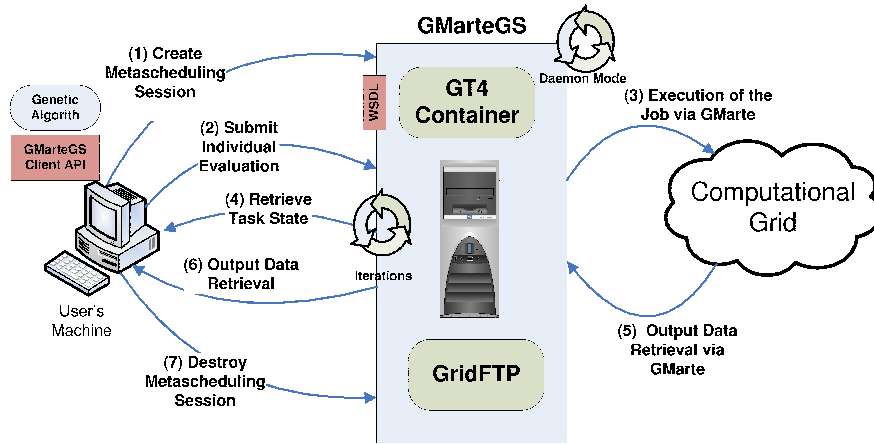 GMarteGS
(1) Create
Metascheduling
Session
Daemon Mode
Genetic
Algorith
GMarteGS
Client API
WSDL
GT4
Container
(2) Submit
Individual
Evaluation
(3) Execution of the
Job via GMarte
(4) Retrieve
Task State
Computational
Grid
Iterations
(6) Output Data
Retrieval
User's
Machine
(5) Output Data
Retrieval via
GMarte
(7) Destroy
Metascheduling
Session
GridFTP